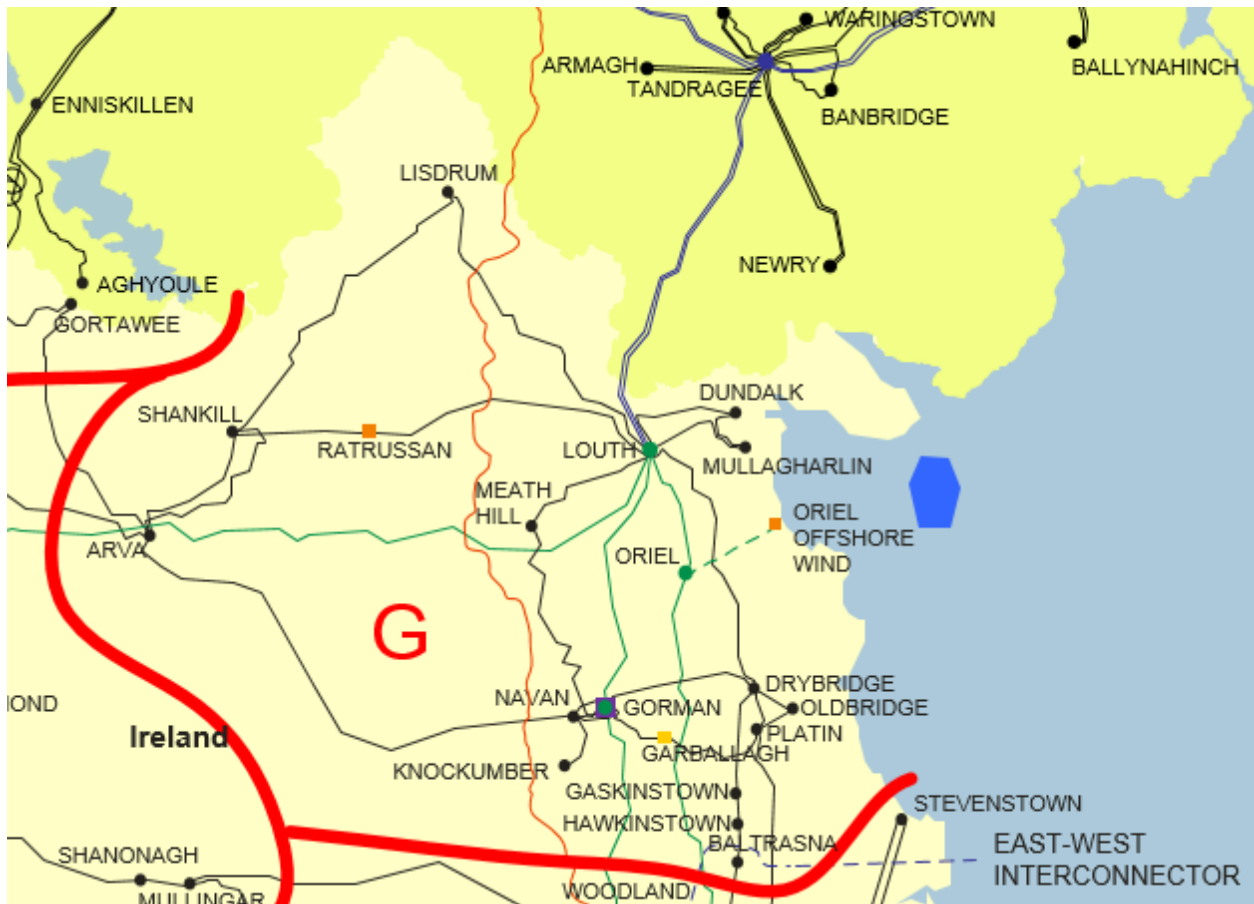 WARINGSTOWN
ARMAGH
TANDRAGEE
BALLYNAHINCH
ENNISKILLEN
BANBRIDGE
LISDRUM
NEWRY
AGHYOULE
GORTAWEE
DUNDALK
SHANKILL
RATRUSSAN
LOUTH
MULLAGHARLIN
MEATH
HILL
ORIEL
OFFSHORE
WIND
ARVA
ORIEL
G
NAVAN
DRYBRIDGE
MOND
GORMAN
OLDBRIDGE
Ireland
PLATIN
GARBALLAGH
KNOCKUMBER
GASKINSTOWN
STEVENSTOWN
HAWKINSTOWN
BALTRASNA
EAST-WEST
INTERCONNECTOR
SHANONAGH
WOODLAND
MULLINGAR